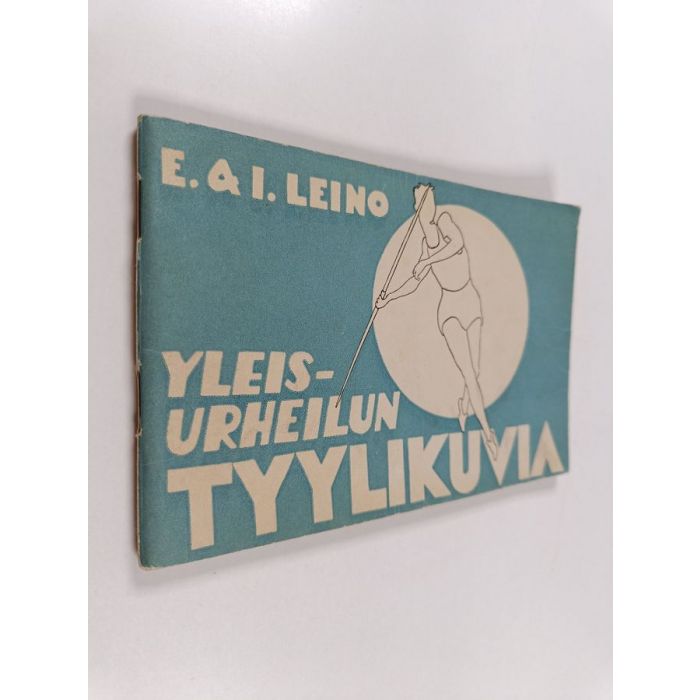 E. & I. LEINO
YLEIS-
URHEILUN
TYYLIKUVIA